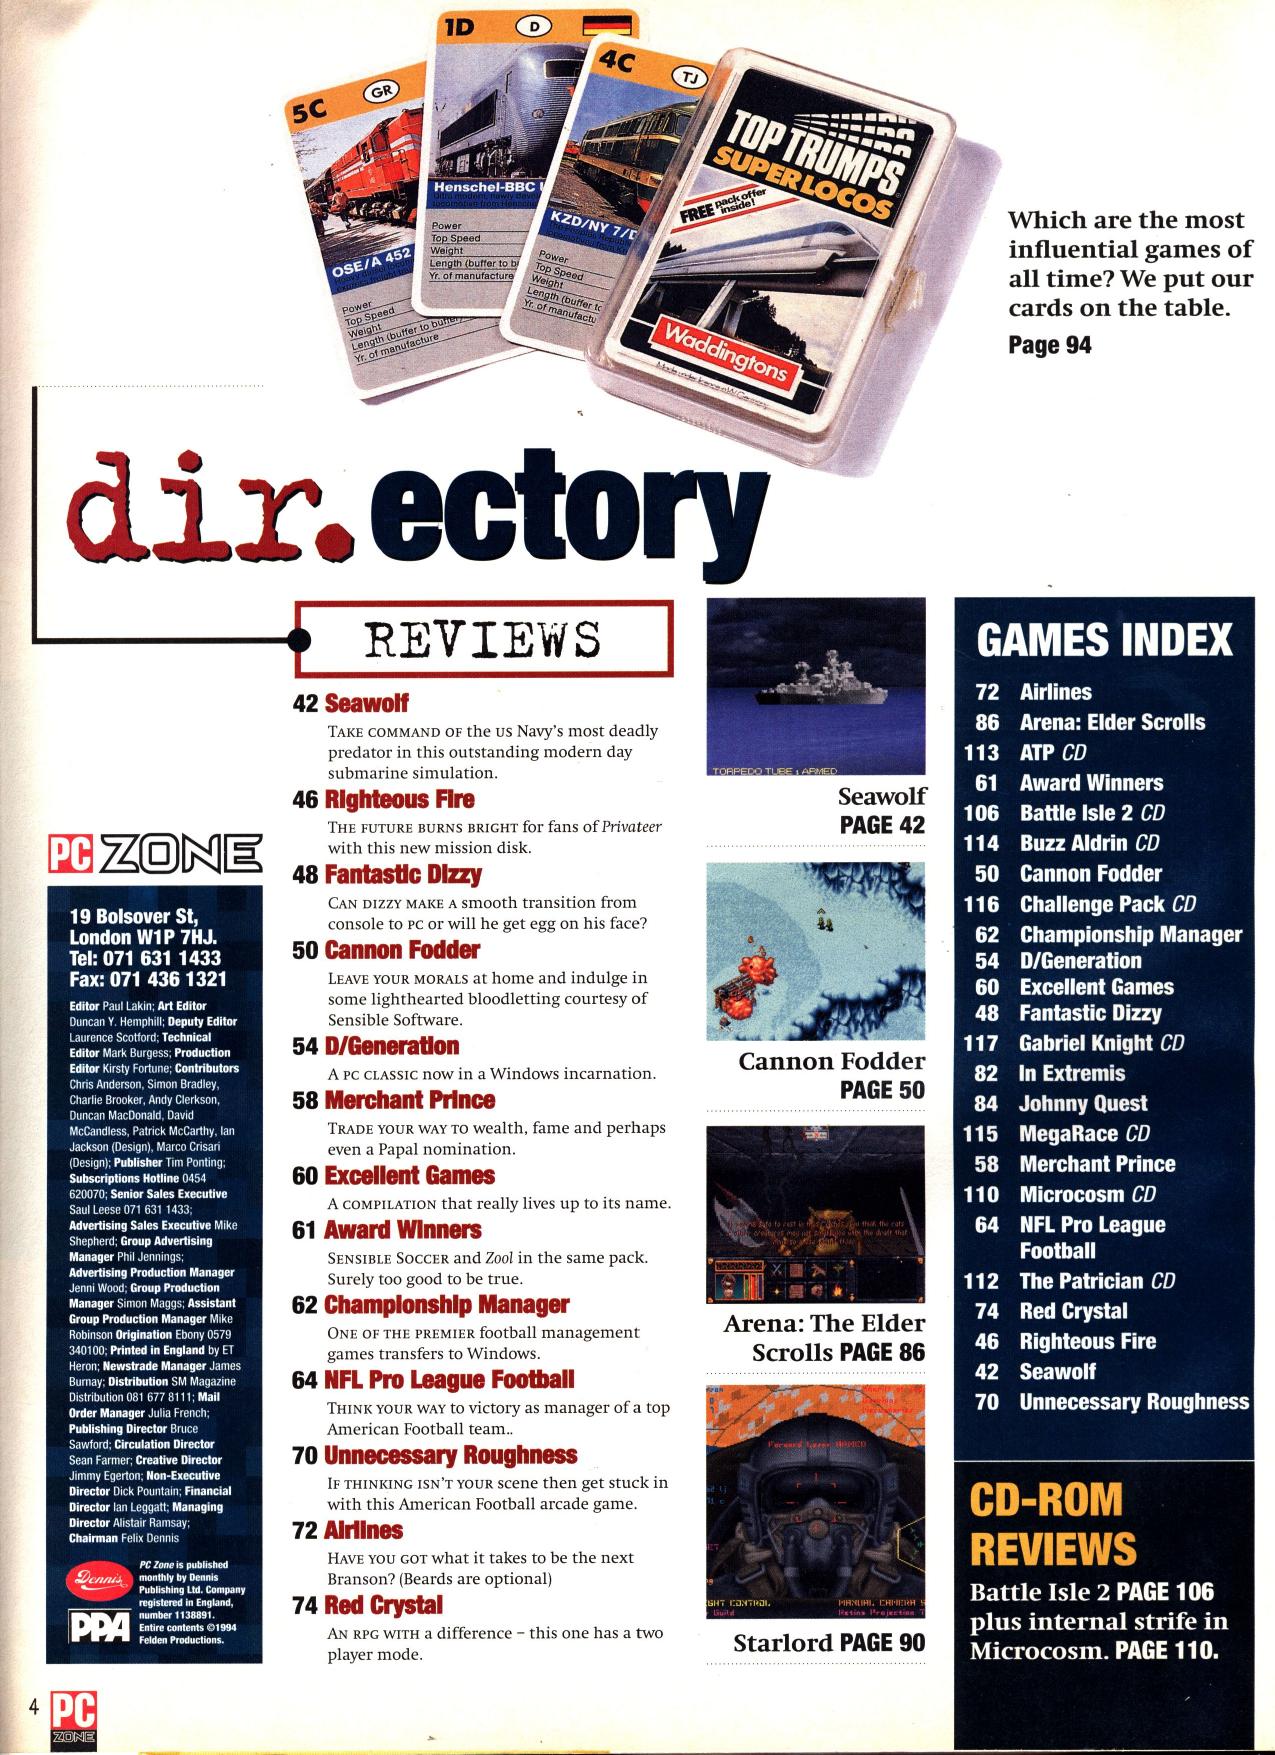 5C
GR
OSE/A 452
Power
Top Speed
Weight
Length (buffer to buffer
Yr. of manufacture
1D
D
Henschel-BBC
Power
Top Speed
Weight
Length (buffer to bu
Yr. of manufacture
4C
TJ
KZD/NY 7/D
Power
Top Speed
Weight
Length (buffer to
Yr. of manufactu
TOP TRUMPS
SUPER LOCOS
FREE pack offer
inside!
Waddingtons
Which are the most
influential games of
all time? We put our
cards on the table.
Page 94
dir.ectory
REVIEWS
42 Seawolf
TAKE COMMAND OF the US Navy's most deadly
predator in this outstanding modern day
submarine simulation.
46 Righteous Fire
THE FUTURE BURNS BRIGHT for fans of Privateer
with this new mission disk.
48 Fantastic Dizzy
CAN DIZZY MAKE A smooth transition from
console to PC or will he get egg on his face?
50 Cannon Fodder
LEAVE YOUR MORALS at home and indulge in
some lighthearted bloodletting courtesy of
Sensible Software.
54 D/Generation
A PC CLASSIC now in a Windows incarnation.
58 Merchant Prince
TRADE YOUR WAY TO wealth, fame and perhaps
even a Papal nomination.
60 Excellent Games
A COMPILATION that really lives up to its name.
61 Award Winners
SENSIBLE SOCCER and Zool in the same pack.
Surely too good to be true.
62 Championship Manager
ONE OF THE PREMIER football management
games transfers to Windows.
64 NFL Pro League Football
THINK YOUR WAY to victory as manager of a top
American Football team..
70 Unnecessary Roughness
IF THINKING ISN'T YOUR scene then get stuck in
with this American Football arcade game.
72 Airlines
HAVE YOU GOT what it takes to be the next
Branson? (Beards are optional)
74 Red Crystal
AN RPG WITH a difference – this one has a two
player mode.
TORPEDO TUBE 1 ARMED
Seawolf
PAGE 42
Cannon Fodder
PAGE 50
Arena: The Elder
Scrolls PAGE 86
Forward Laser ARMED
MANUAL CAMERA S
Starlord PAGE 90
GAMES INDEX
72 Airlines
86 Arena: Elder Scrolls
113 ATP CD
61 Award Winners
106 Battle Isle 2 CD
114 Buzz Aldrin CD
50 Cannon Fodder
116 Challenge Pack CD
62 Championship Manager
54 D/Generation
60 Excellent Games
48 Fantastic Dizzy
117 Gabriel Knight CD
82 In Extremis
84 Johnny Quest
115 MegaRace CD
58 Merchant Prince
110 Microcosm CD
64 NFL Pro League
Football
112 The Patrician CD
74 Red Crystal
46 Righteous Fire
42 Seawolf
70 Unnecessary Roughness
CD-ROM
REVIEWS
Battle Isle 2 PAGE 106
plus internal strife in
Microcosm. PAGE 110.
PC ZONE
19 Bolsover St,
London W1P 7HJ.
Tel: 071 631 1433
Fax: 071 436 1321
Editor Paul Lakin; Art Editor
Duncan Y. Hemphill; Deputy Editor
Laurence Scotford; Technical
Editor Mark Burgess; Production
Editor Kirsty Fortune; Contributors
Chris Anderson, Simon Bradley,
Charlie Brooker, Andy Clerkson,
Duncan MacDonald, David
McCandless, Patrick McCarthy, Ian
Jackson (Design), Marco Crisari
(Design); Publisher Tim Ponting;
Subscriptions Hotline 0454
620070; Senior Sales Executive
Saul Leese 071 631 1433;
Advertising Sales Executive Mike
Shepherd; Group Advertising
Manager Phil Jennings;
Advertising Production Manager
Jenni Wood; Group Production
Manager Simon Maggs; Assistant
Group Production Manager Mike
Robinson Origination Ebony 0579
340100; Printed in England by ET
Heron; Newstrade Manager James
Burnay; Distribution SM Magazine
Distribution 081 677 8111; Mail
Order Manager Julia French;
Publishing Director Bruce
Sawford; Circulation Director
Sean Farmer; Creative Director
Jimmy Egerton; Non-Executive
Director Dick Pountain; Financial
Director Ian Leggatt; Managing
Director Alistair Ramsay;
Chairman Felix Dennis
Dennis
PPA
PC Zone is published
monthly by Dennis
Publishing Ltd. Company
registered in England,
number 1138891.
Entire contents ©1994
Felden Productions.
4
PC
ZONE